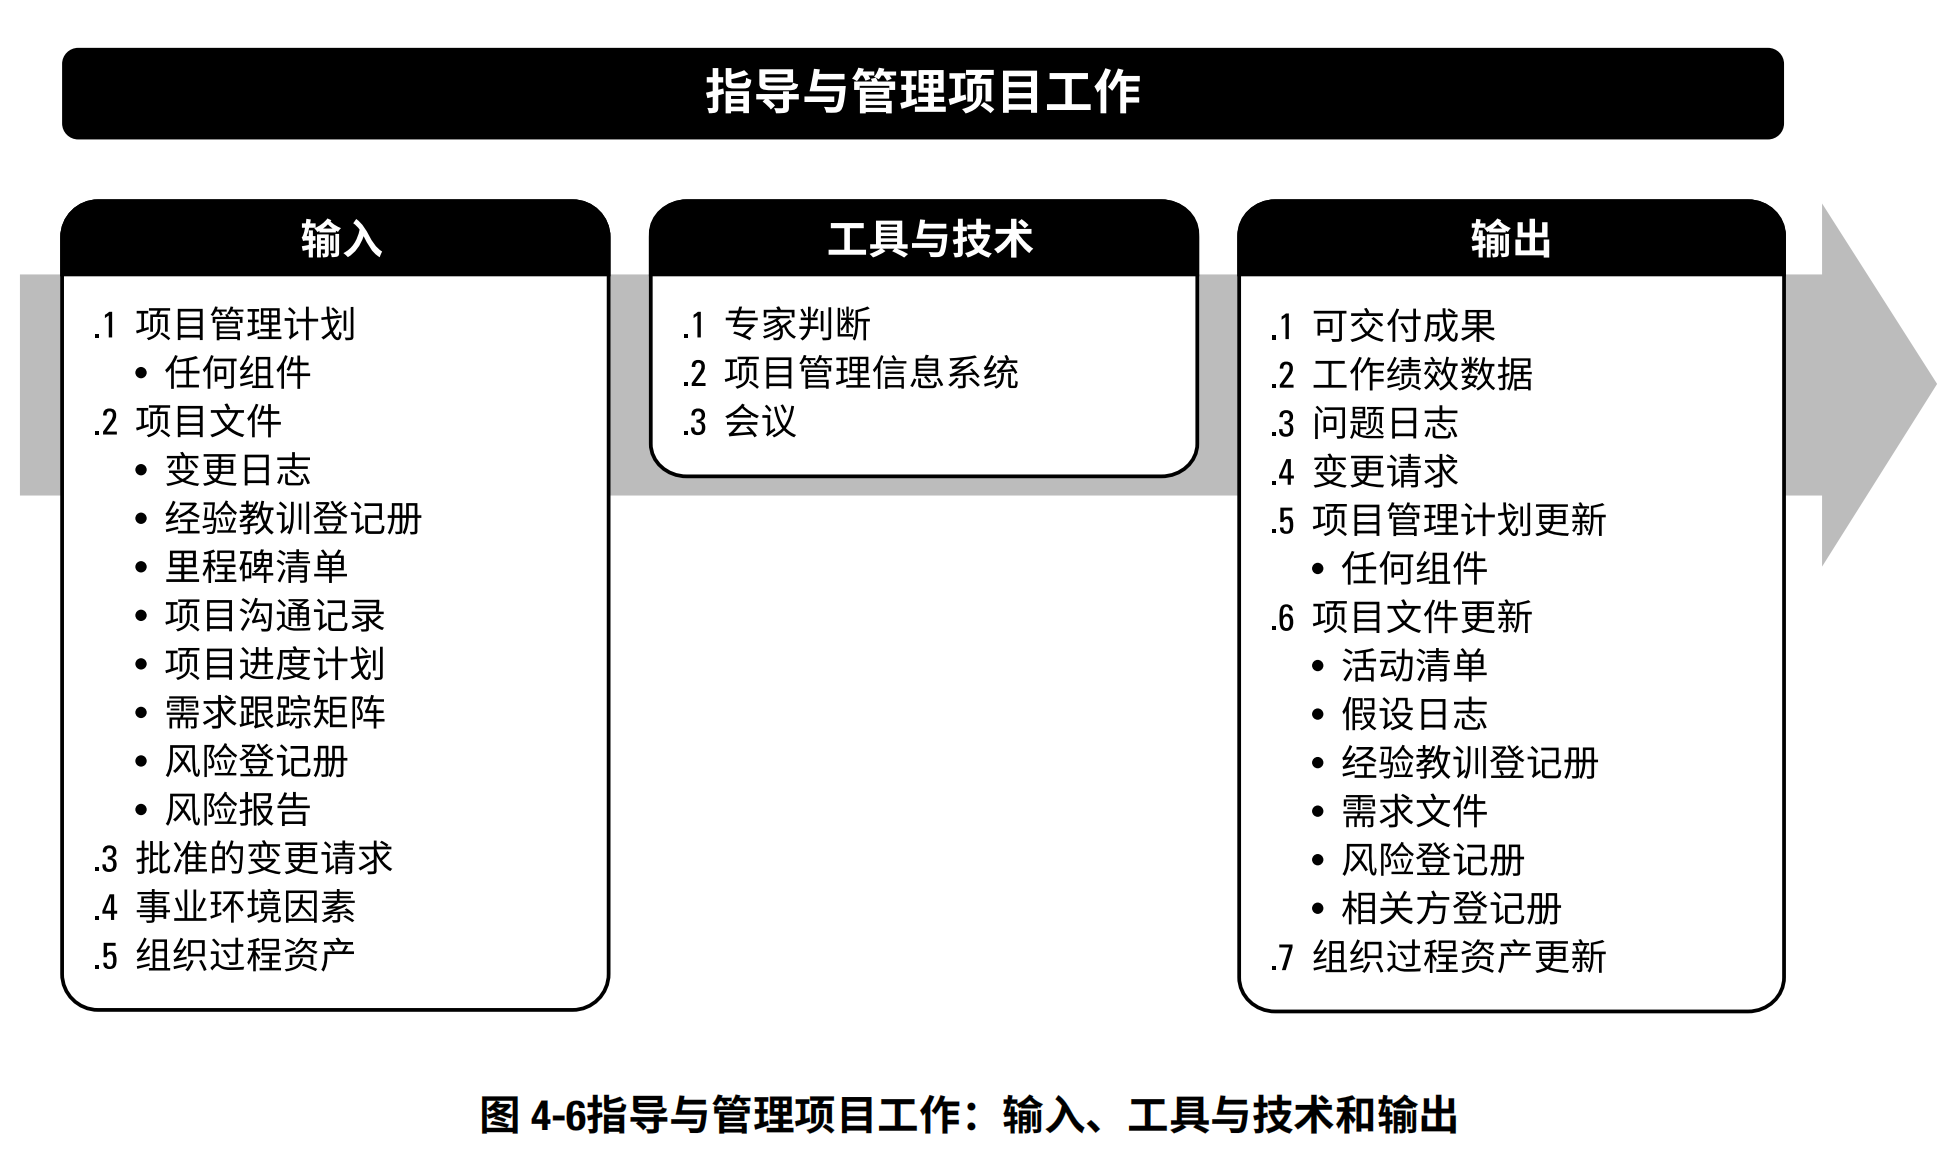 指导与管理项目工作
输入
.1 项目管理计划
• 任何组件
.2 项目文件
• 变更日志
• 经验教训登记册
• 里程碑清单
• 项目沟通记录
• 项目进度计划
• 需求跟踪矩阵
• 风险登记册
• 风险报告
.3 批准的变更请求
.4 事业环境因素
.5 组织过程资产
工具与技术
.1 专家判断
.2 项目管理信息系统
.3 会议
输出
.1 可交付成果
.2 工作绩效数据
.3 问题日志
.4 变更请求
.5 项目管理计划更新
• 任何组件
.6 项目文件更新
• 活动清单
• 假设日志
• 经验教训登记册
• 需求文件
• 风险登记册
• 相关方登记册
.7 组织过程资产更新
图 4-6指导与管理项目工作：输入、工具与技术和输出